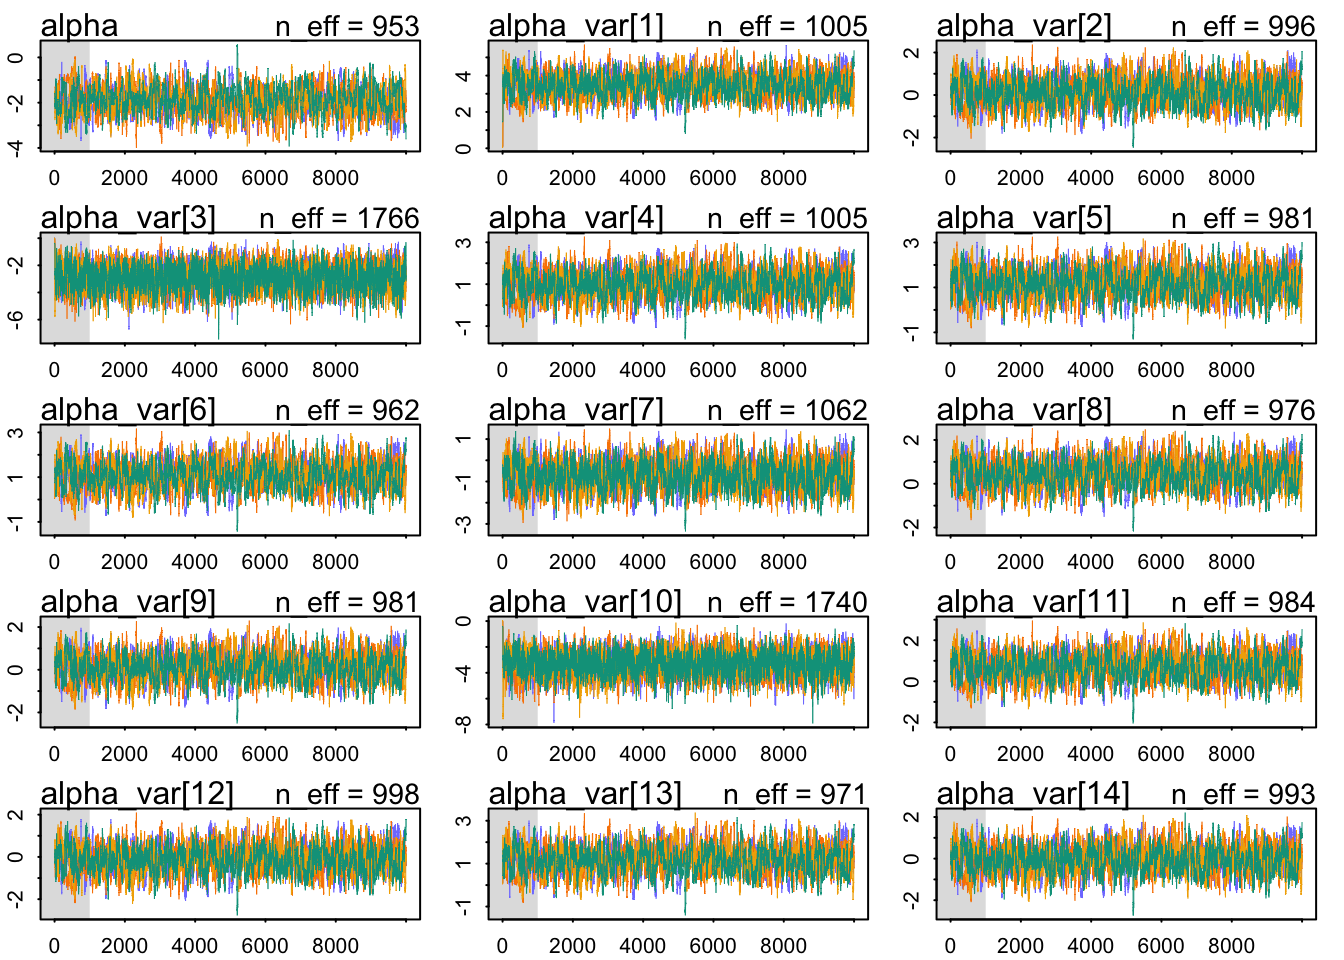 alpha n_eff = 953 alpha_var[1] n_eff = 1005 alpha_var[2] n_eff = 996
0 -2 -4
4 2 0
2 0 -2
0 2000 4000 6000 8000 0 2000 4000 6000 8000 0 2000 4000 6000 8000
alpha_var[3] n_eff = 1766 alpha_var[4] n_eff = 1005 alpha_var[5] n_eff = 981
-2 -6
3 1 -1
3 1 -1
0 2000 4000 6000 8000 0 2000 4000 6000 8000 0 2000 4000 6000 8000
alpha_var[6] n_eff = 962 alpha_var[7] n_eff = 1062 alpha_var[8] n_eff = 976
3 1 -1
1 -1 -3
2 0 -2
0 2000 4000 6000 8000 0 2000 4000 6000 8000 0 2000 4000 6000 8000
alpha_var[9] n_eff = 981 alpha_var[10] n_eff = 1740 alpha_var[11] n_eff = 984
2 0 -2
0 -4 -8
2 0 -2
0 2000 4000 6000 8000 0 2000 4000 6000 8000 0 2000 4000 6000 8000
alpha_var[12] n_eff = 998 alpha_var[13] n_eff = 971 alpha_var[14] n_eff = 993
2 0 -2
3 1 -1
2 0 -2
0 2000 4000 6000 8000 0 2000 4000 6000 8000 0 2000 4000 6000 8000